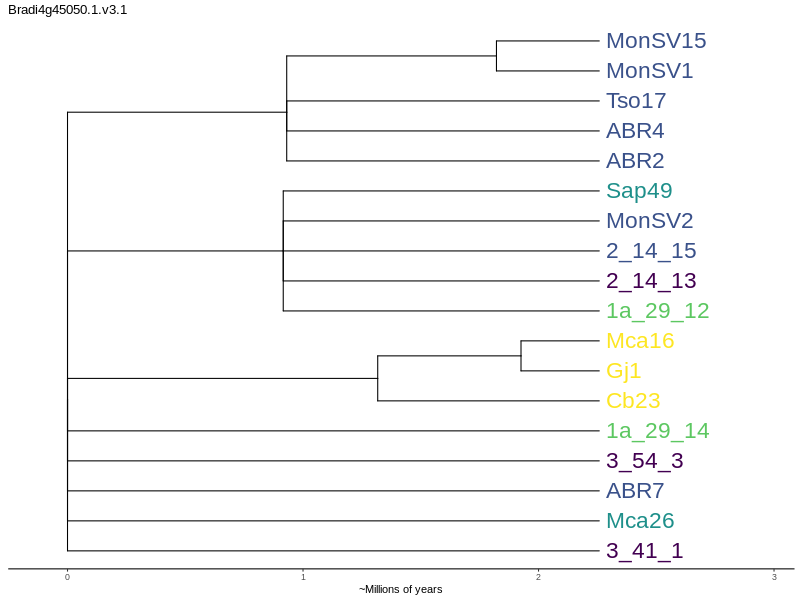 Bradi4g45050.1.v3.1
MonSV15
MonSV1
Tso17
ABR4
ABR2
Sap49
MonSV2
2_14_15
2_14_13
1a_29_12
Mca16
Gj1
Cb23
1a_29_14
3_54_3
ABR7
Mca26
3_41_1
0 1 2 3
~Millions of years